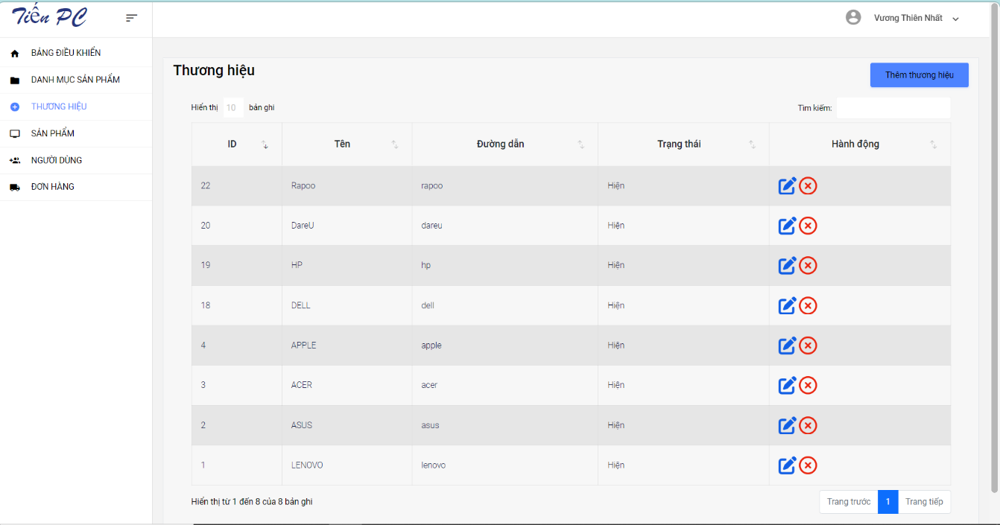 Tiến PC
Vương Thiên Nhất
BẢNG ĐIỀU KHIỂN
DANH MỤC SẢN PHẨM
THƯƠNG HIỆU
SẢN PHẨM
NGƯỜI DÙNG
ĐƠN HÀNG
Thương hiệu
Thêm thương hiệu
Hiển thị 10 bản ghi
Tìm kiếm:
ID Tên Đường dẫn Trạng thái Hành động
22 Rapoo rapoo Hiện
20 DareU dareu Hiện
19 HP hp Hiện
18 DELL dell Hiện
4 APPLE apple Hiện
3 ACER acer Hiện
2 ASUS asus Hiện
1 LENOVO lenovo Hiện
Hiển thị từ 1 đến 8 của 8 bản ghi
Trang trước 1 Trang tiếp